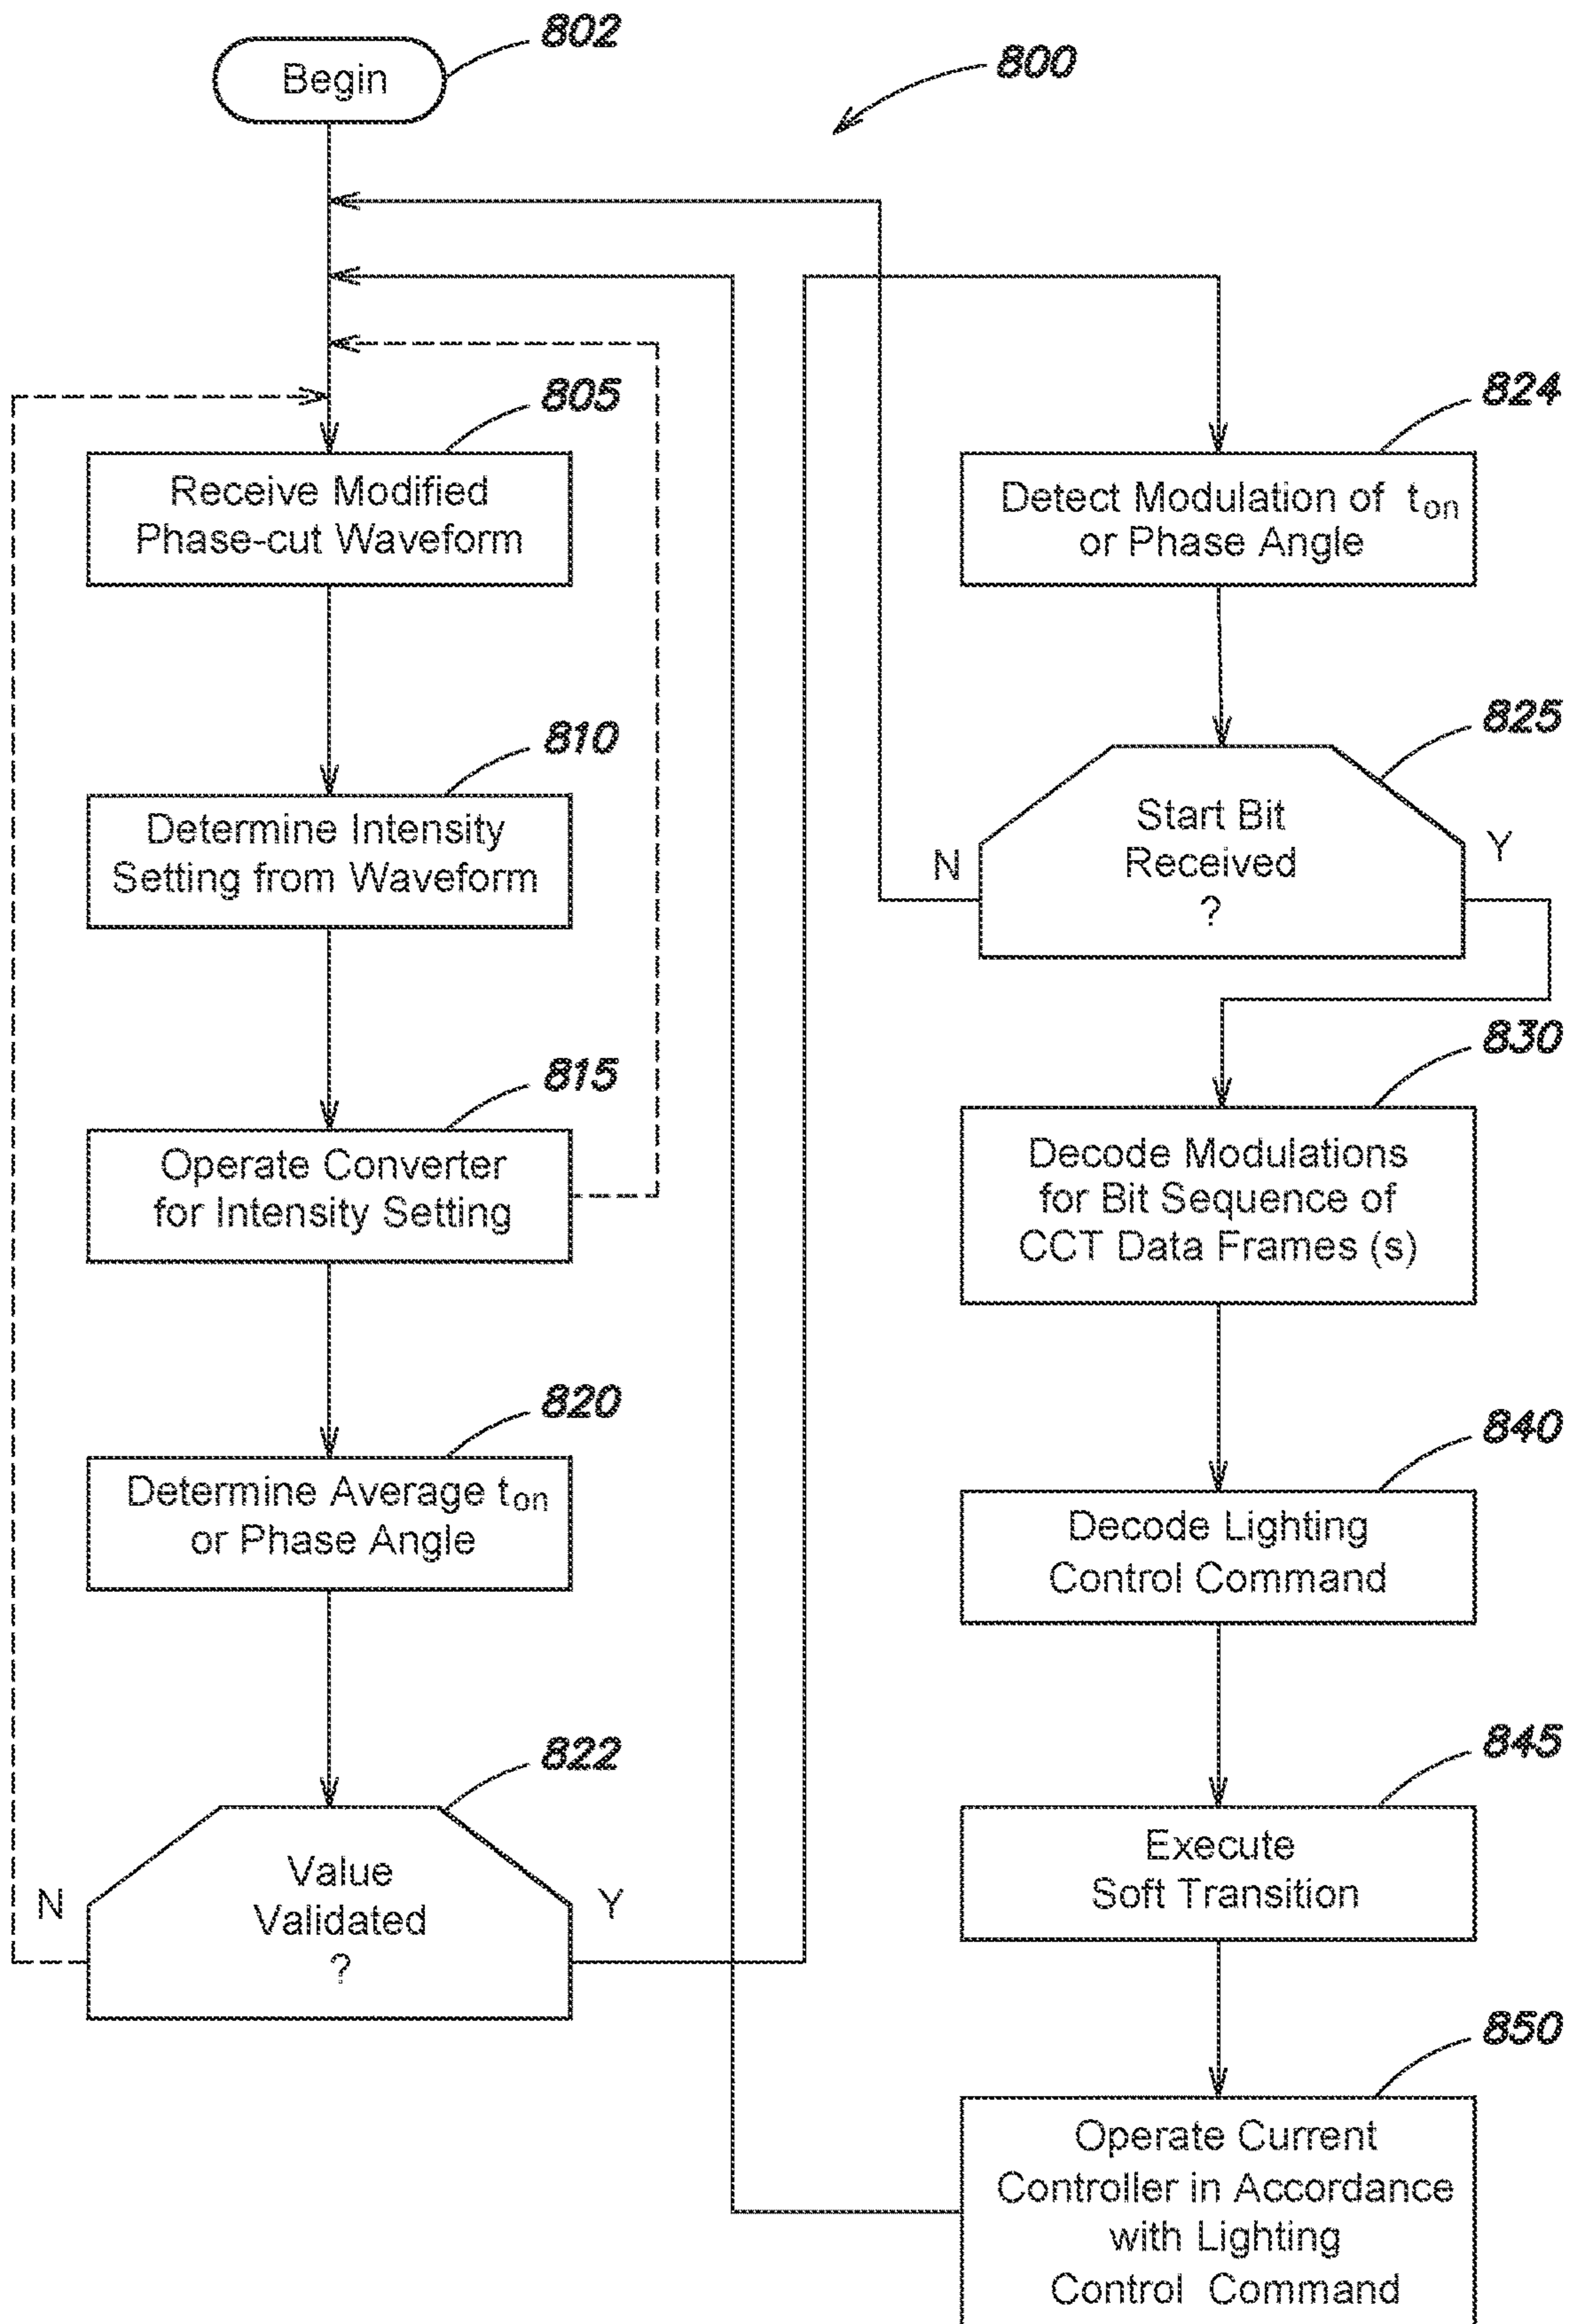 802
Begin
800
805
Receive Modified
Phase-cut Waveform
810
Determine Intensity
Setting from Waveform
815
Operate Converter
for Intensity Setting
820
Determine Average ton
or Phase Angle
822
Value
Validated
?
N
Y
824
Detect Modulation of ton
or Phase Angle
825
Start Bit
Received
?
N
Y
830
Decode Modulations
for Bit Sequence of
CCT Data Frames (s)
840
Decode Lighting
Control Command
845
Execute
Soft Transition
850
Operate Current
Controller in Accordance
with Lighting
Control Command